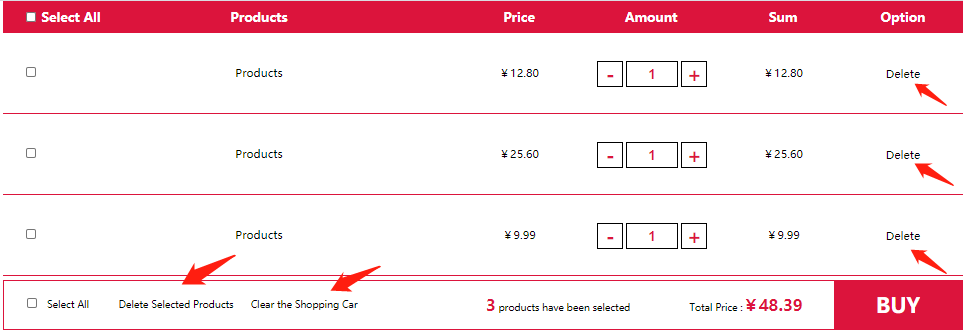 Select All Products Price Amount Sum Option
Products ¥12.80 - 1 + ¥12.80 Delete
Products ¥25.60 - 1 + ¥25.60 Delete
Products ¥9.99 - 1 + ¥9.99 Delete
Select All Delete Selected Products Clear the Shopping Car 3 products have been selected Total Price : ¥48.39 BUY